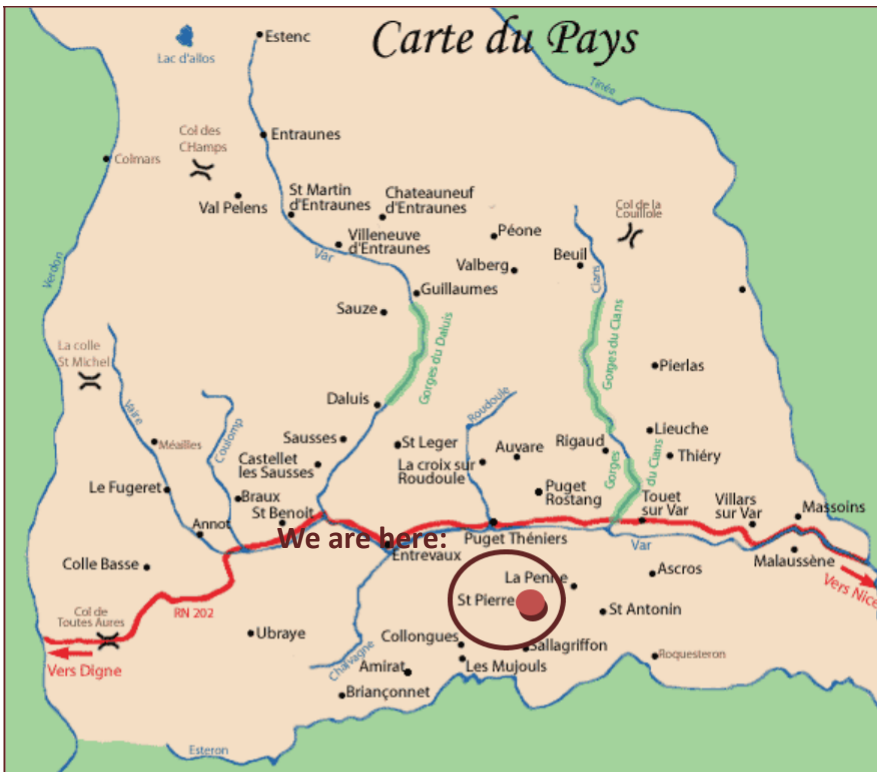 Carte du Pays
Estenc
Lac d'allos
Tinée
Entraunes
Col des
CHamps
Colmars
St Martin
d'Entraunes
Chateauneuf
d'Entraunes
Val Pelens
Col de la
Couillole
Villeneuve
d'Entraunes
Péone
Var
Beuil
Valberg
Cians
Verdon
Guillaumes
Sauze
Gorges du Daluis
Gorges du Cians
La colle
St Michel
Pierlas
Daluis
Roudoule
Vaire
Coulomp
Méailles
Sausses
St Leger
Auvare
Rigaud
Lieuche
Castellet
les Sausses
La croix sur
Roudoule
Gorges
du Cians
Thiéry
Le Fugeret
Braux
Puget
Rostang
Touet
sur Var
Villars
sur Var
Massoins
St Benoit
Annot
We are here:
Puget Théniers
Var
Entrevaux
Malaussène
Colle Basse
La Penne
Ascros
Vers Nice
St Pierre
RN 202
Col de
Toutes Aures
St Antonin
Ubraye
Collongues
Sallagriffon
Chalvagne
Roquesteron
Vers Digne
Amirat
Les Mujouls
Briançonnet
Esteron